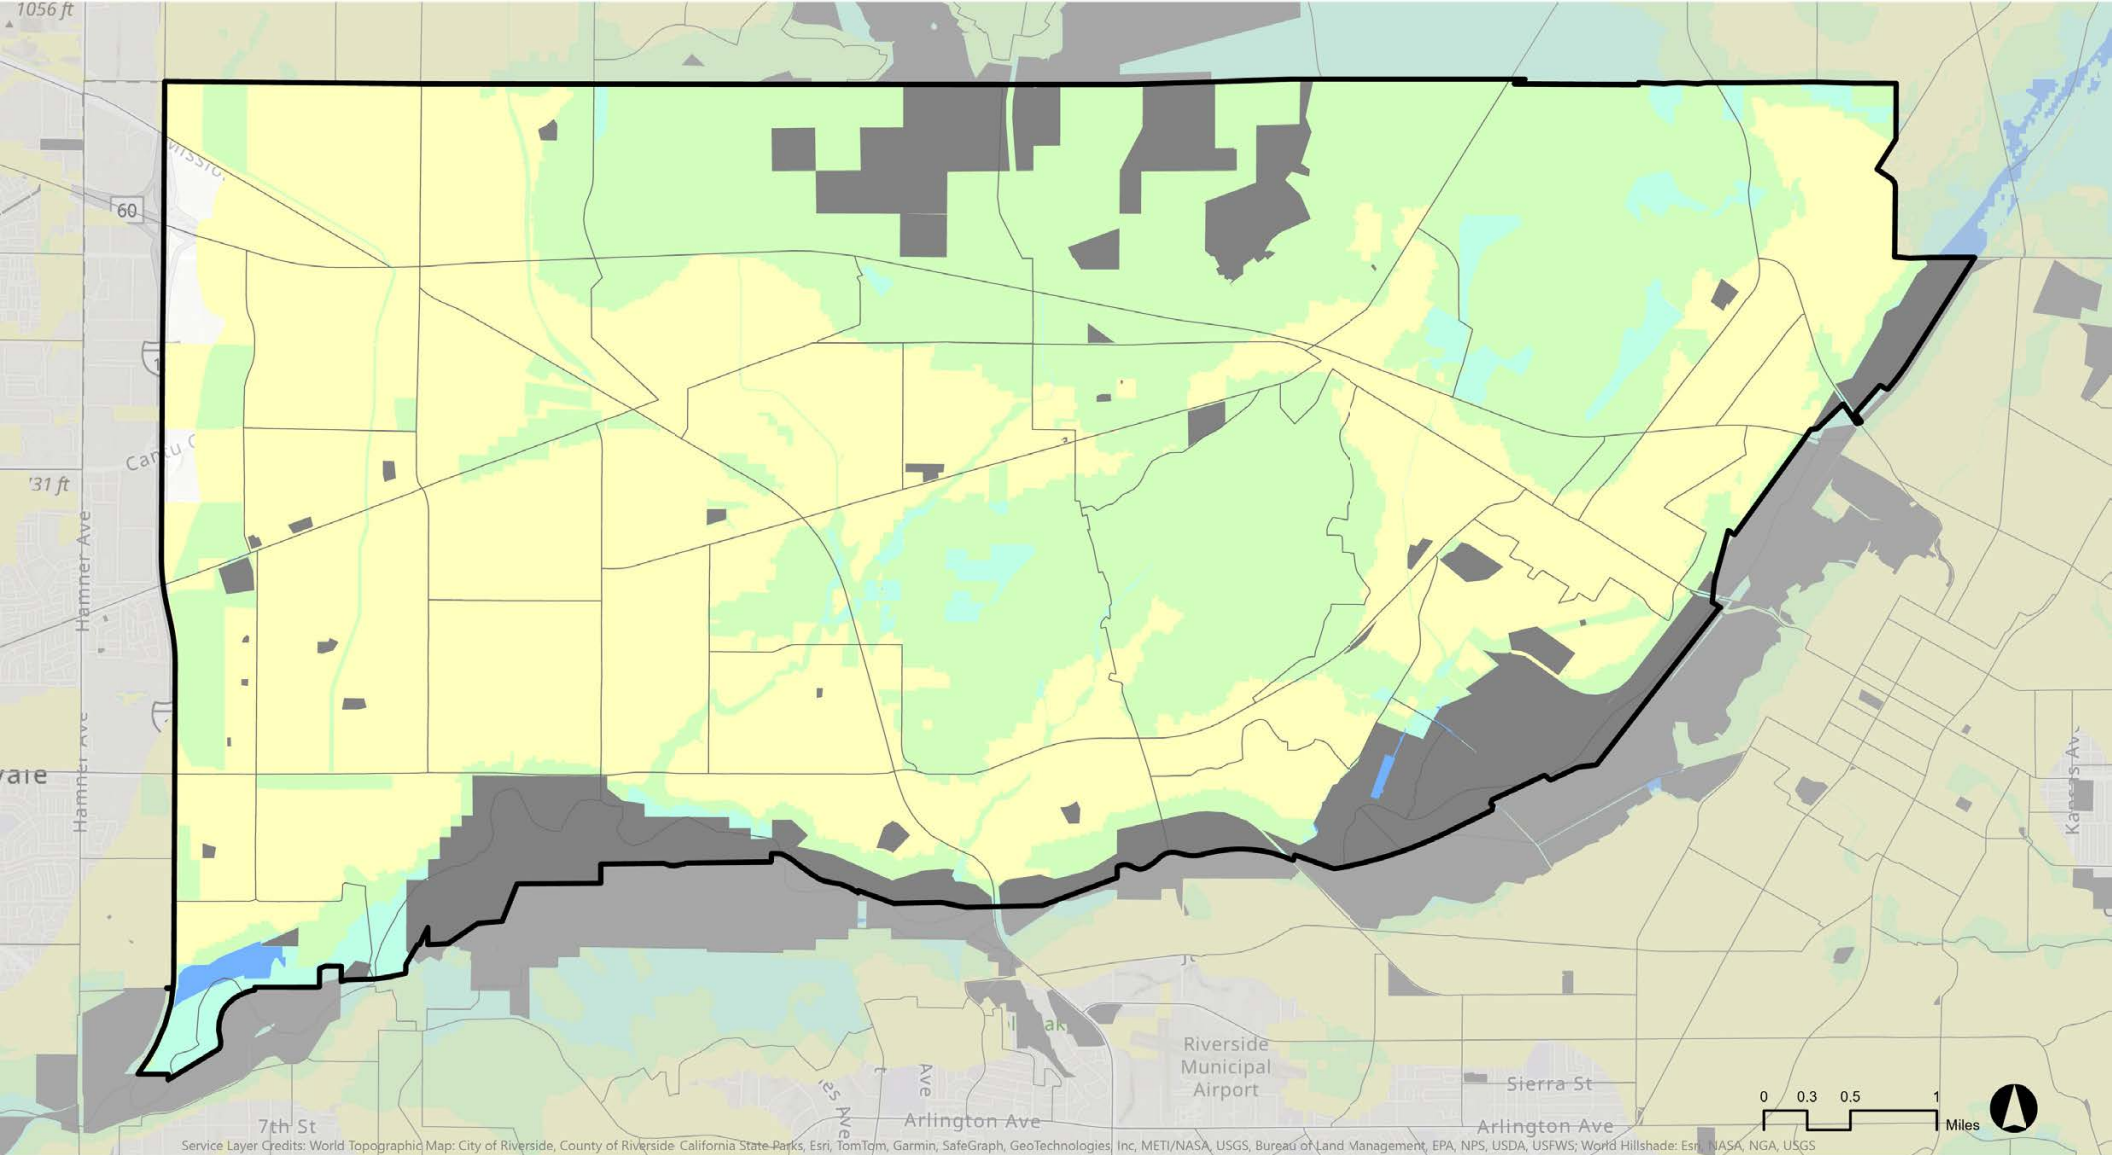 1056 ft
60
1
'31 ft
Hamner Ave
Hamner Ave
Kansas Ave
Riverside
Municipal
Airport
Ave
Arlington Ave
Sierra St
Arlington Ave
7th St
0 0.3 0.5 1
Miles
Service Layer Credits: World Topographic Map: City of Riverside, County of Riverside California State Parks, Esri, TomTom, Garmin, SafeGraph, GeoTechnologies, Inc, METI/NASA, USGS, Bureau of Land Management, EPA, NPS, USDA, USFWS; World Hillshade: Esri, NASA, NGA, USGS